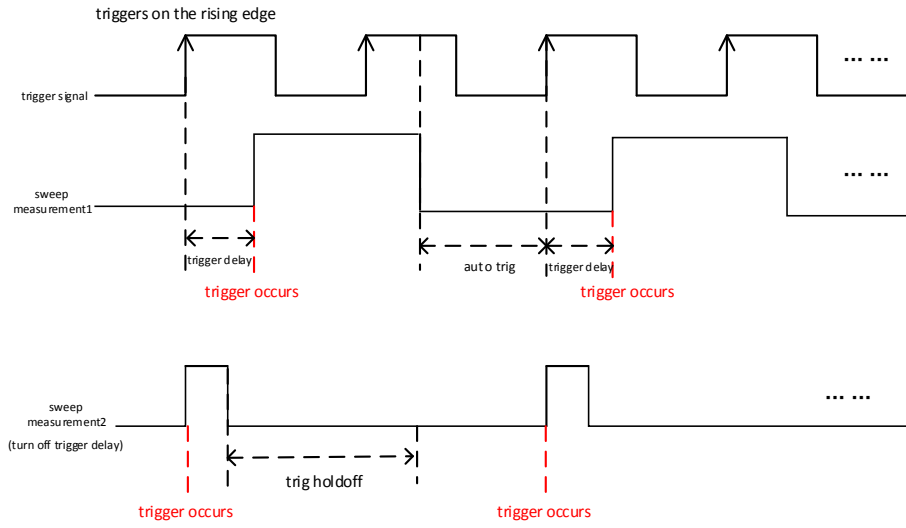 triggers on the rising edge
... ...
trigger signal
... ...
sweep
measurement1
trigger delay
auto trig
trigger delay
trigger occurs
trigger occurs
... ...
sweep
measurement2
(turn off trigger delay)
trig holdoff
trigger occurs
trigger occurs